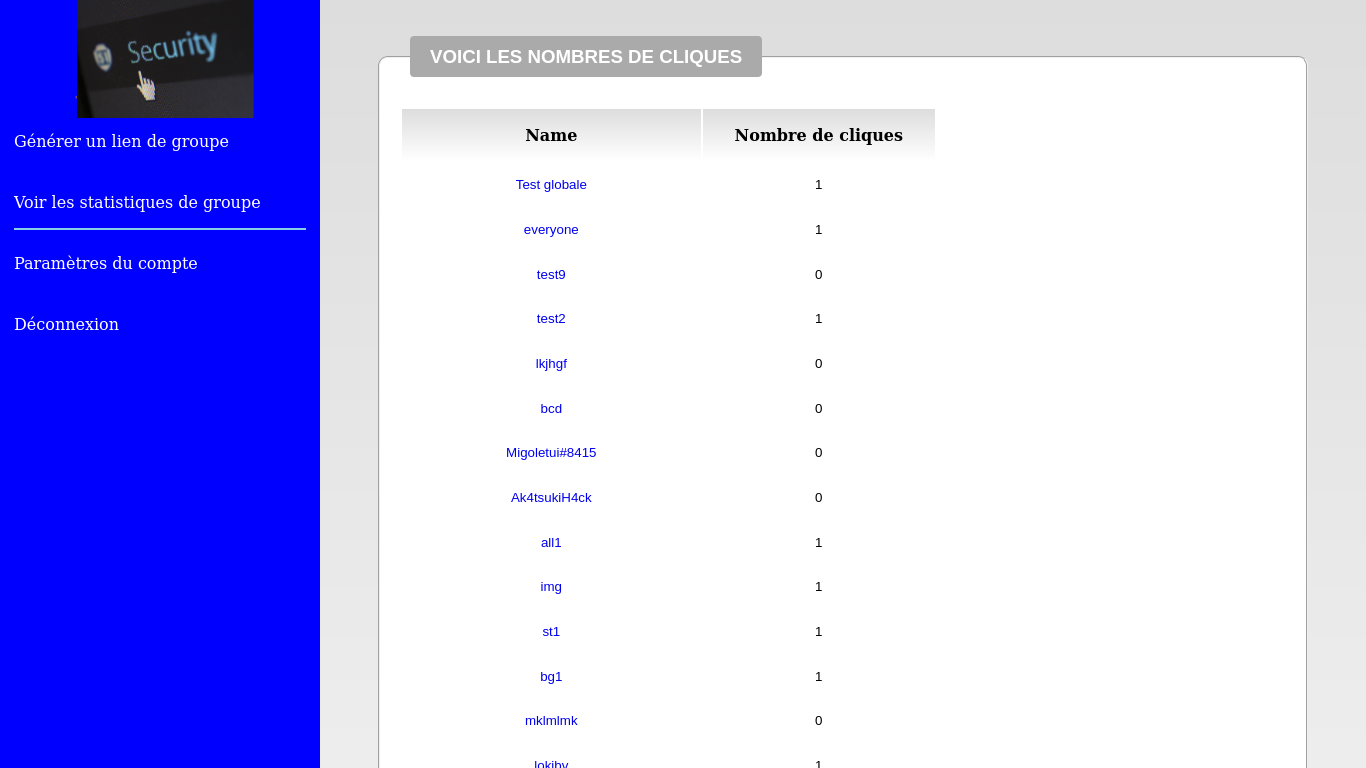 Security
Générer un lien de groupe
Voir les statistiques de groupe
Paramètres du compte
Déconnexion
VOICI LES NOMBRES DE CLIQUES
Name Nombre de cliques
Test globale 1
everyone 1
test9 0
test2 1
lkjhgf 0
bcd 0
Migoletui#8415 0
Ak4tsukiH4ck 0
all1 1
img 1
st1 1
bg1 1
mklmlmk 0
1